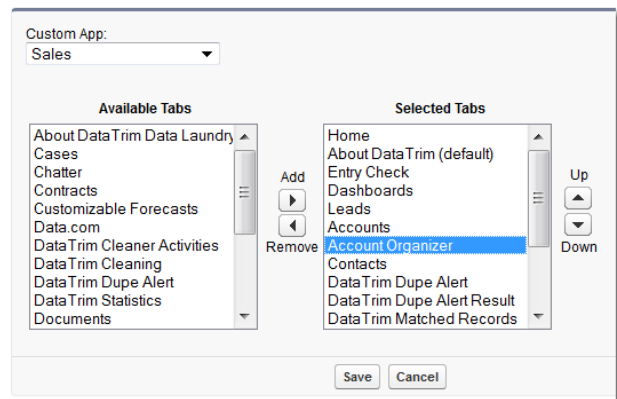 Custom App:
Sales
Available Tabs
Selected Tabs
About DataTrim Data Laundry
Cases
Chatter
Contracts
Customizable Forecasts
Data.com
DataTrim Cleaner Activities
DataTrim Cleaning
DataTrim Dupe Alert
DataTrim Statistics
Documents
Add
Remove
Home
About DataTrim (default)
Entry Check
Dashboards
Leads
Accounts
Account Organizer
Contacts
DataTrim Dupe Alert
DataTrim Dupe Alert Result
DataTrim Matched Records
Up
Down
Save
Cancel